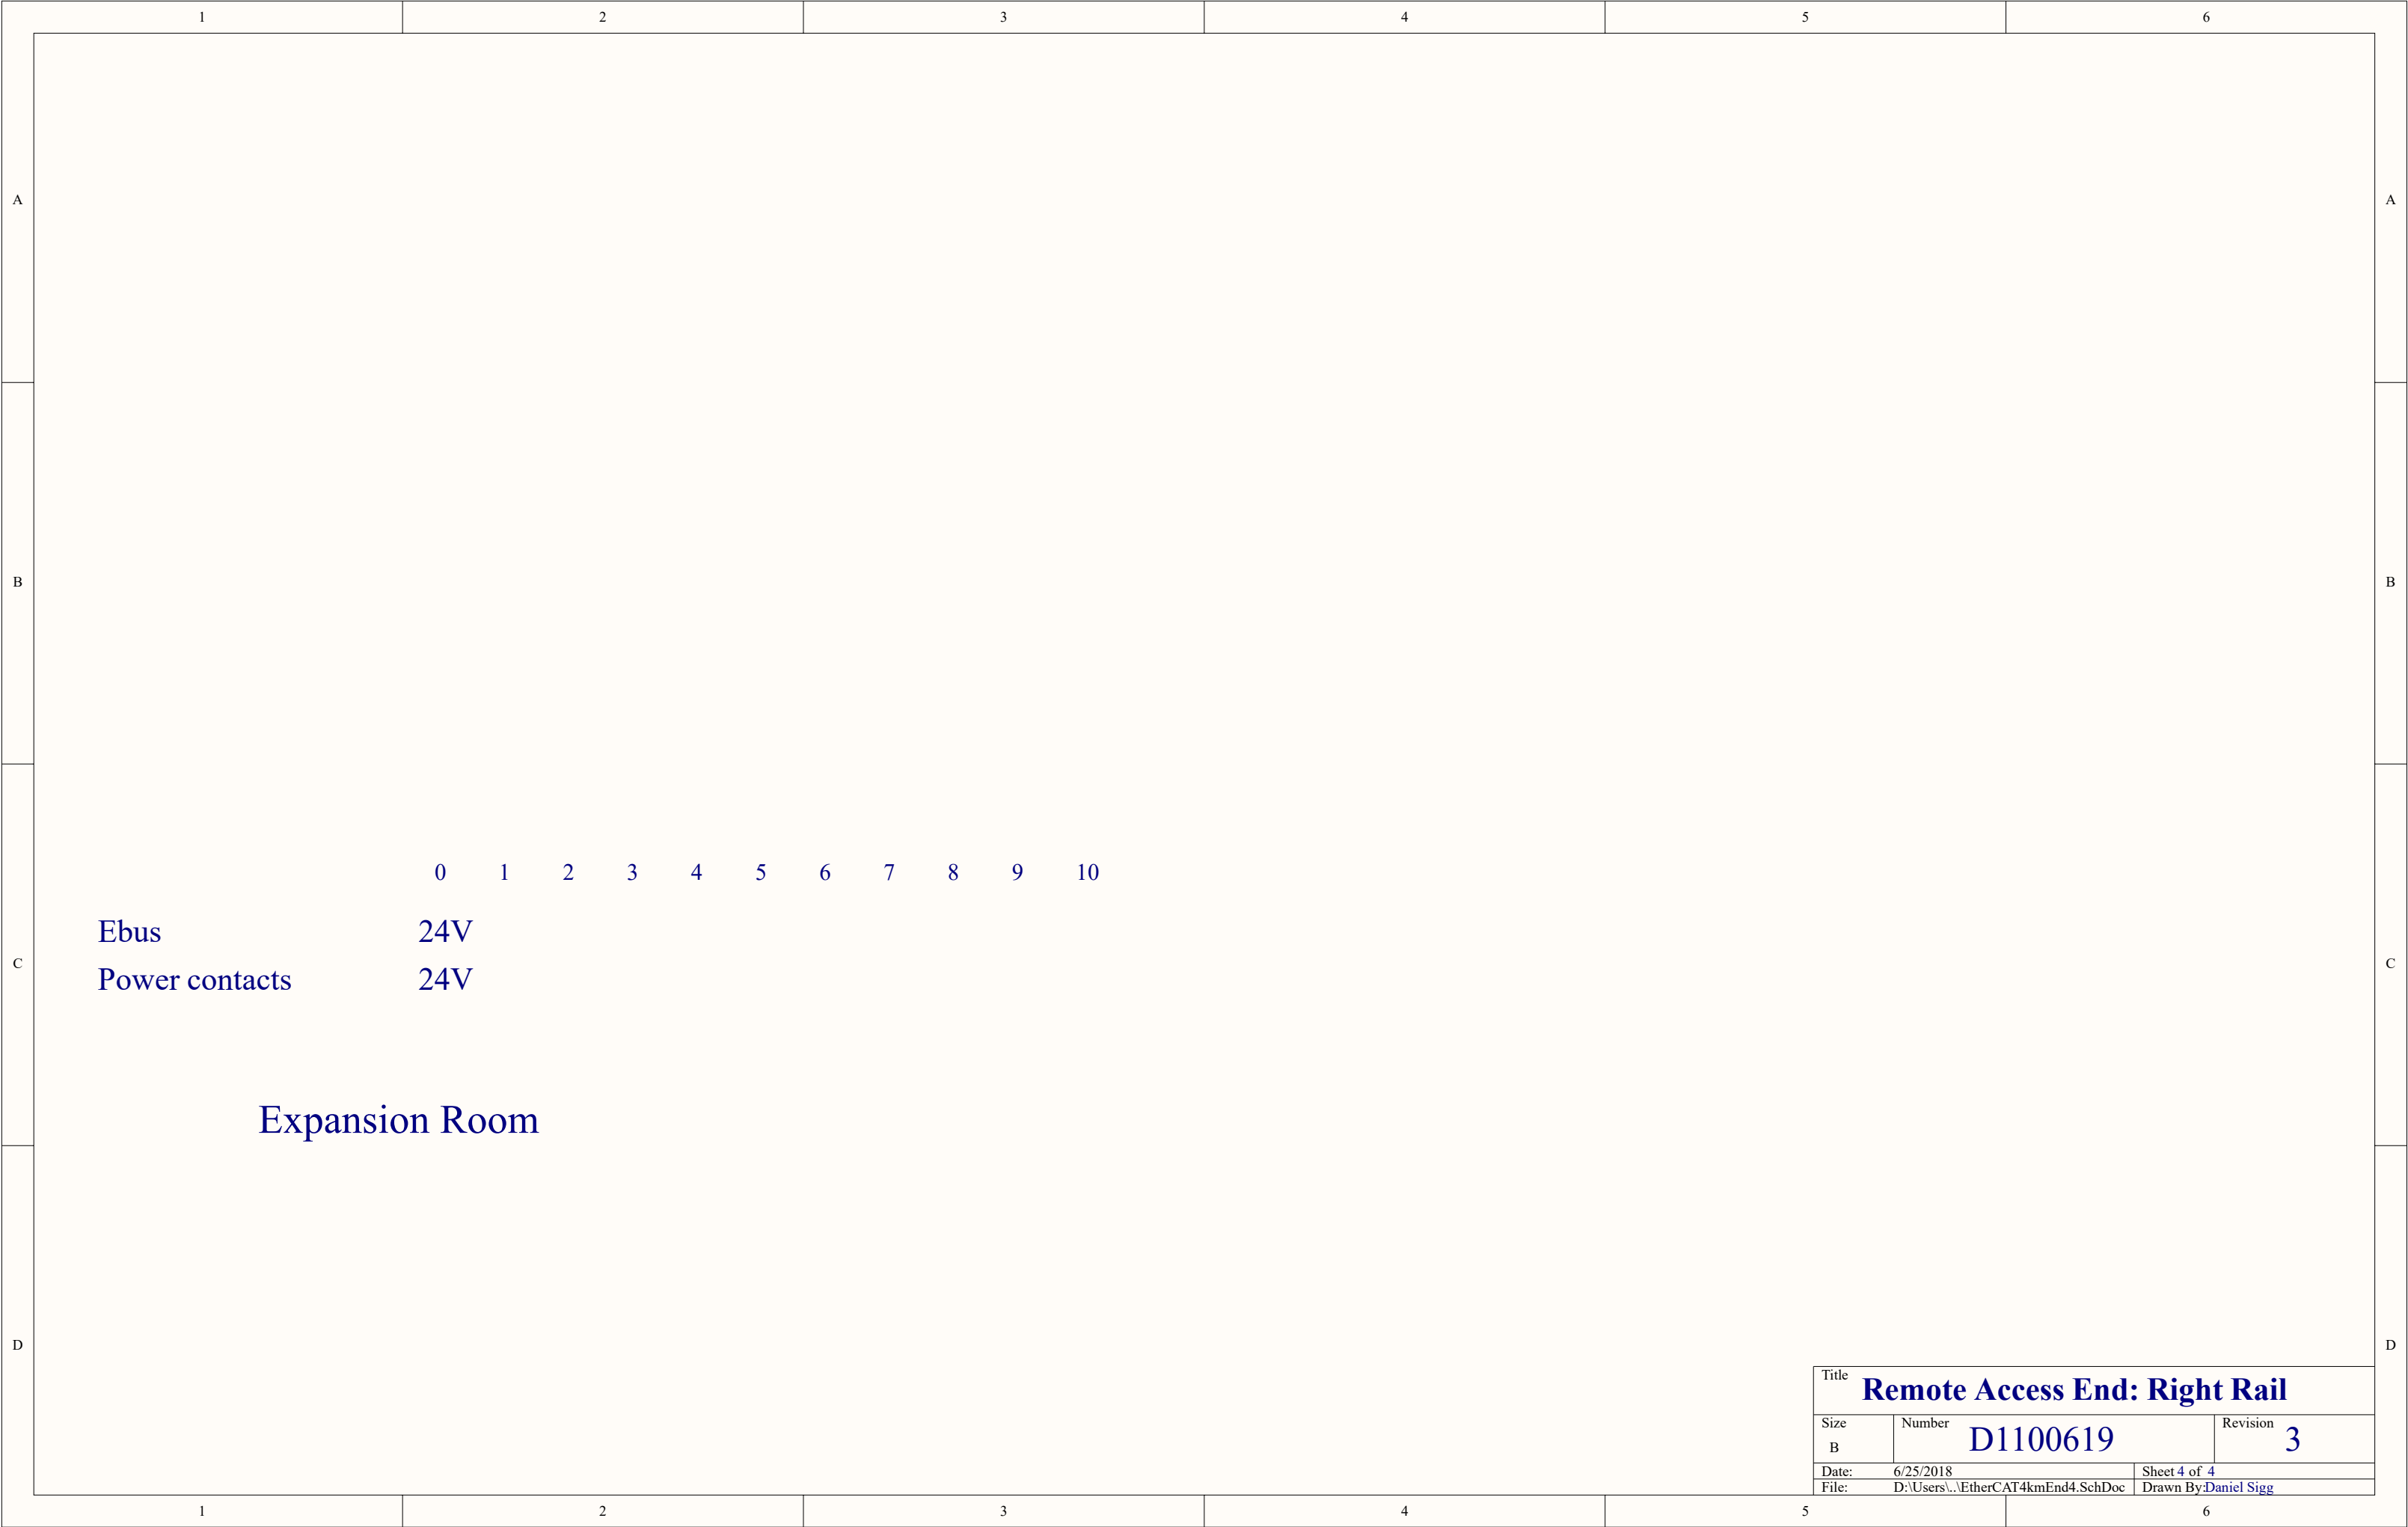 1 2 3 4 5 6
A A
B B
0 1 2 3 4 5 6 7 8 9 10
Ebus 24V
C C
Power contacts 24V
Expansion Room
D D
Title Remote Access End: Right Rail
Size Number Revision
B D1100619 3
Date: 6/25/2018 Sheet 4 of 4
File: D:\Users\..\EtherCAT4kmEnd4.SchDoc Drawn By:Daniel Sigg
1 2 3 4 5 6